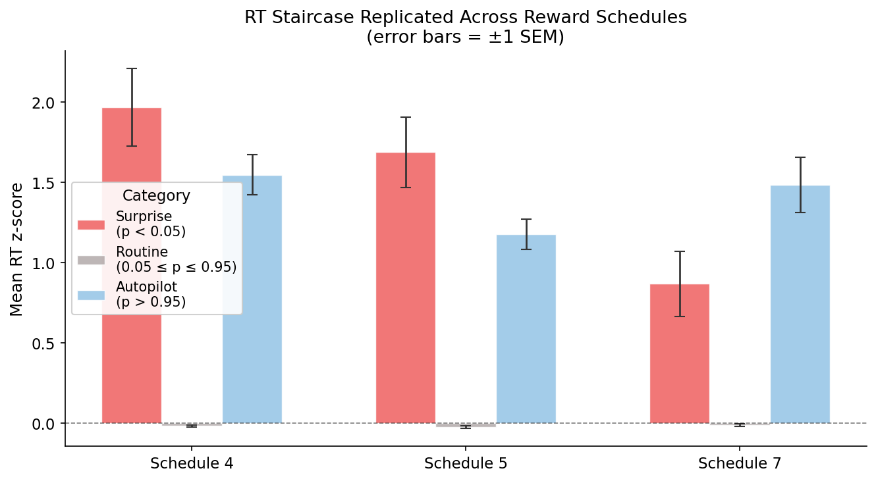 RT Staircase Replicated Across Reward Schedules
(error bars = ±1 SEM)
Mean RT z-score
2.0
1.5
1.0
0.5
0.0
Category
Surprise
(p < 0.05)
Routine
(0.05 ≤ p ≤ 0.95)
Autopilot
(p > 0.95)
Schedule 4
Schedule 5
Schedule 7